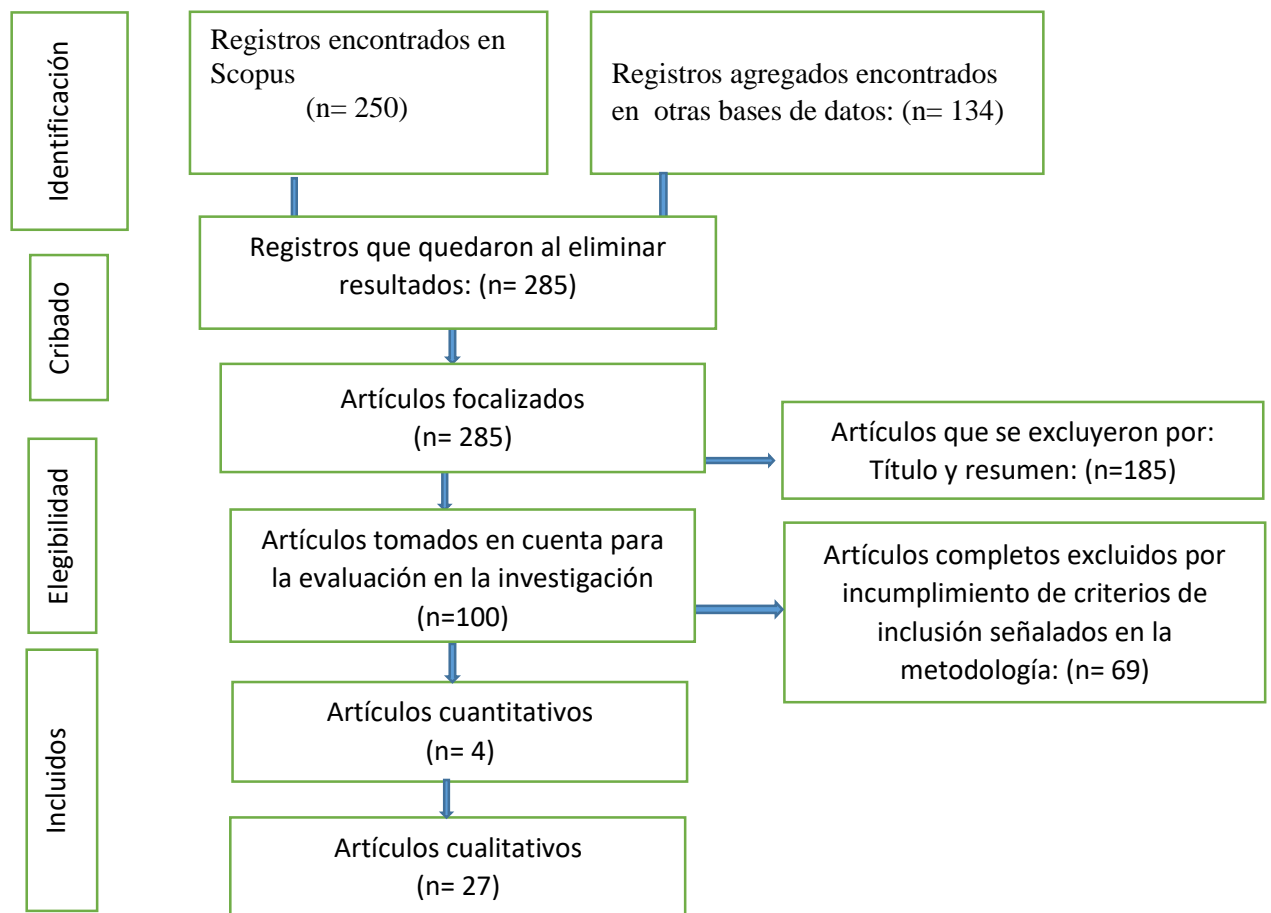 Identificación
Registros encontrados en
Scopus
(n= 250)
Registros agregados encontrados
en otras bases de datos: (n= 134)
Cribado
Registros que quedaron al eliminar
resultados: (n= 285)
Artículos focalizados
(n= 285)
Artículos que se excluyeron por:
Título y resumen: (n=185)
Elegibilidad
Artículos tomados en cuenta para
la evaluación en la investigación
(n=100)
Artículos completos excluidos por
incumplimiento de criterios de
inclusión señalados en la
metodología: (n= 69)
Incluidos
Artículos cuantitativos
(n= 4)
Artículos cualitativos
(n= 27)